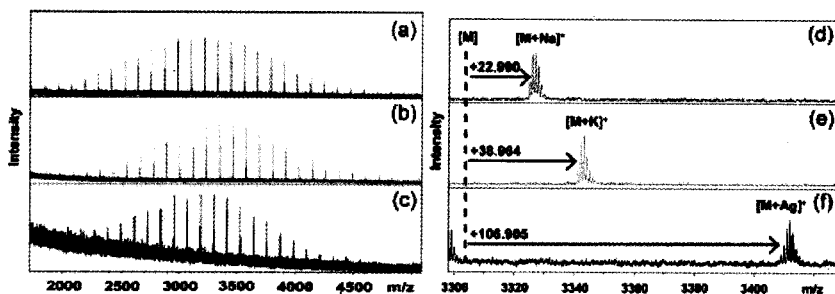 (a)
(b)
(c)
Intensity
2000 2500 3000 3500 4000 4500 m/z
[M] [M+Na]+ (d)
+22.990
[M+K]+ (e)
+38.964
[M+Ag]+ (f)
+106.905
Intensity
3300 3320 3340 3360 3380 3400 m/z